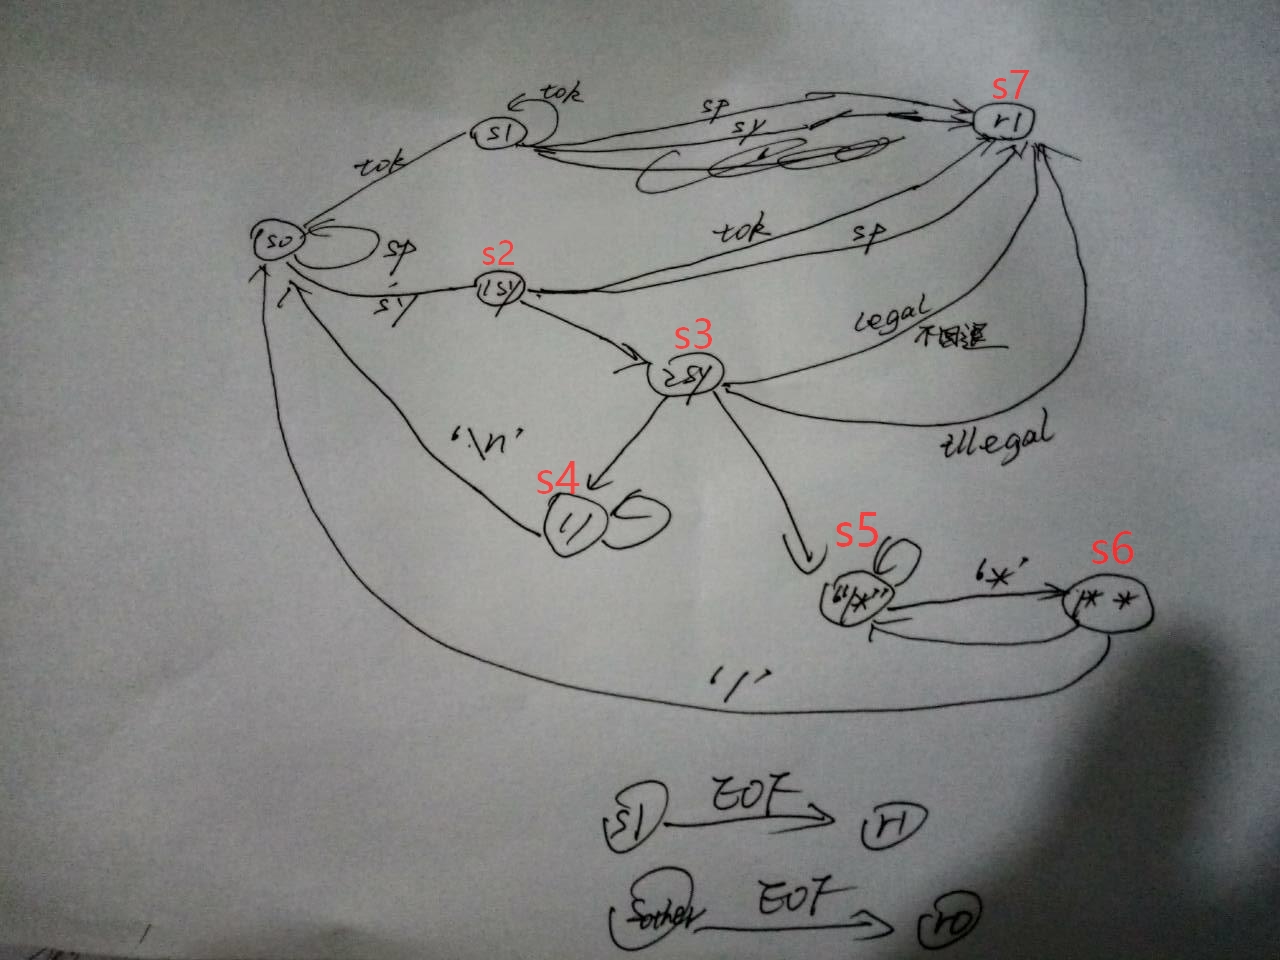 s7
tok
s1
sp
r1
sy
tok
s0
sp
tok
sp
s2
1sy
sy
legal
不回退
s3
2sy
illegal
'\n'
s4
//
s5
"/*"
'*'
s6
/* *
'/'
s1
EOF
r1
Sother
EOF
r0